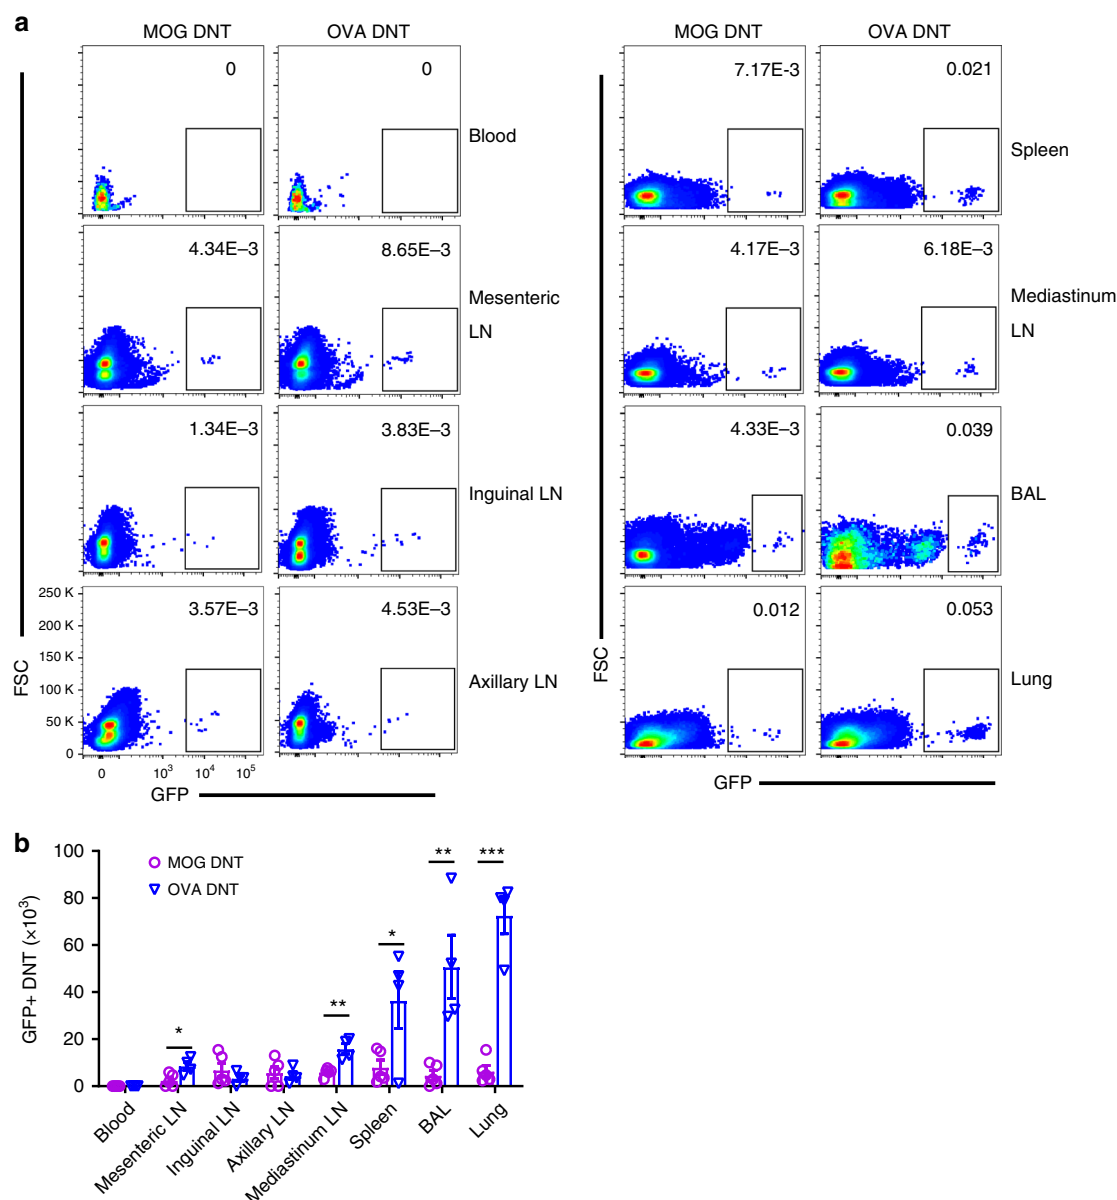 a
MOG DNT OVA DNT MOG DNT OVA DNT
0 0 Blood 7.17E-3 0.021 Spleen
4.34E–3 8.65E–3 Mesenteric LN 4.17E–3 6.18E–3 Mediastinum LN
1.34E–3 3.83E–3 Inguinal LN 4.33E–3 0.039 BAL
3.57E–3 4.53E–3 Axillary LN 0.012 0.053 Lung
250 K
200 K
150 K
100 K
50 K
0
FSC
FSC
0 10³ 10⁴ 10⁵
GFP GFP
b
MOG DNT
OVA DNT
GFP+ DNT (×10³)
100
80
60
40
20
0
* ** * ** ***
Blood
Mesenteric LN
Inguinal LN
Axillary LN
Mediastinum LN
Spleen
BAL
Lung